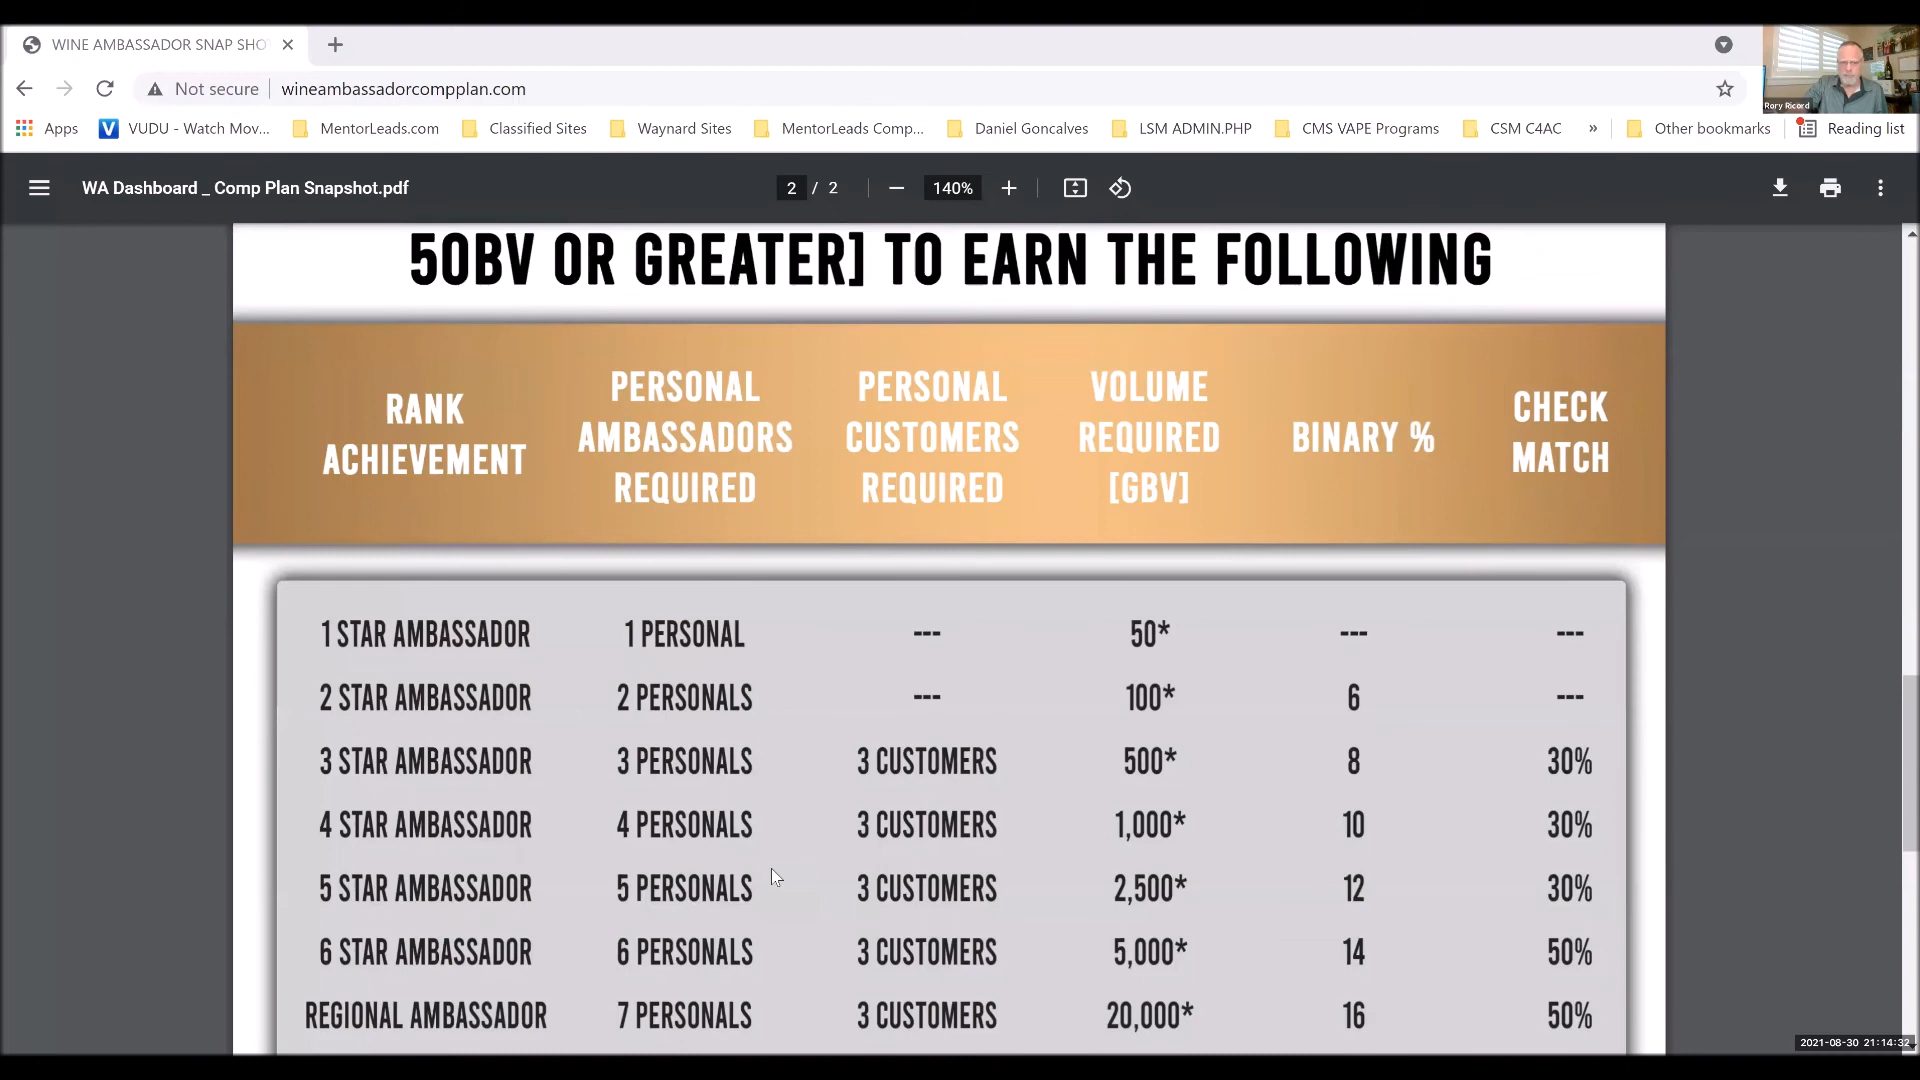 WINE AMBASSADOR SNAP SHO
Not secure
wineambassadorcompplan.com
Rory Ricord
Apps
VUDU - Watch Mov...
MentorLeads.com
Classified Sites
Waynard Sites
MentorLeads Comp...
Daniel Goncalves
LSM ADMIN.PHP
CMS VAPE Programs
CSM C4AC
»
Other bookmarks
Reading list
WA Dashboard _ Comp Plan Snapshot.pdf
2 / 2
140%
50BV OR GREATER] TO EARN THE FOLLOWING
RANK ACHIEVEMENT
PERSONAL AMBASSADORS REQUIRED
PERSONAL CUSTOMERS REQUIRED
VOLUME REQUIRED [GBV]
BINARY %
CHECK MATCH
1 STAR AMBASSADOR 1 PERSONAL --- 50* --- ---
2 STAR AMBASSADOR 2 PERSONALS --- 100* 6 ---
3 STAR AMBASSADOR 3 PERSONALS 3 CUSTOMERS 500* 8 30%
4 STAR AMBASSADOR 4 PERSONALS 3 CUSTOMERS 1,000* 10 30%
5 STAR AMBASSADOR 5 PERSONALS 3 CUSTOMERS 2,500* 12 30%
6 STAR AMBASSADOR 6 PERSONALS 3 CUSTOMERS 5,000* 14 50%
REGIONAL AMBASSADOR 7 PERSONALS 3 CUSTOMERS 20,000* 16 50%
2021-08-30 21:14:32